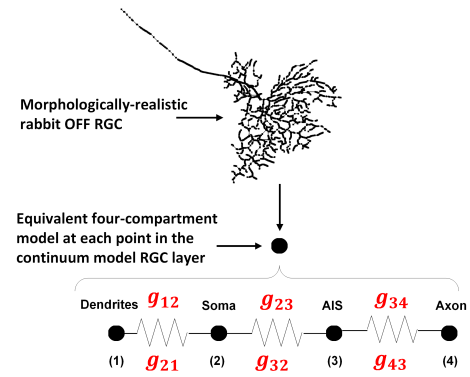 Morphologically-realistic
rabbit OFF RGC
Equivalent four-compartment
model at each point in the
continuum model RGC layer
g12 g23 g34
Dendrites Soma AIS Axon
(1) (2) (3) (4)
g21 g32 g43